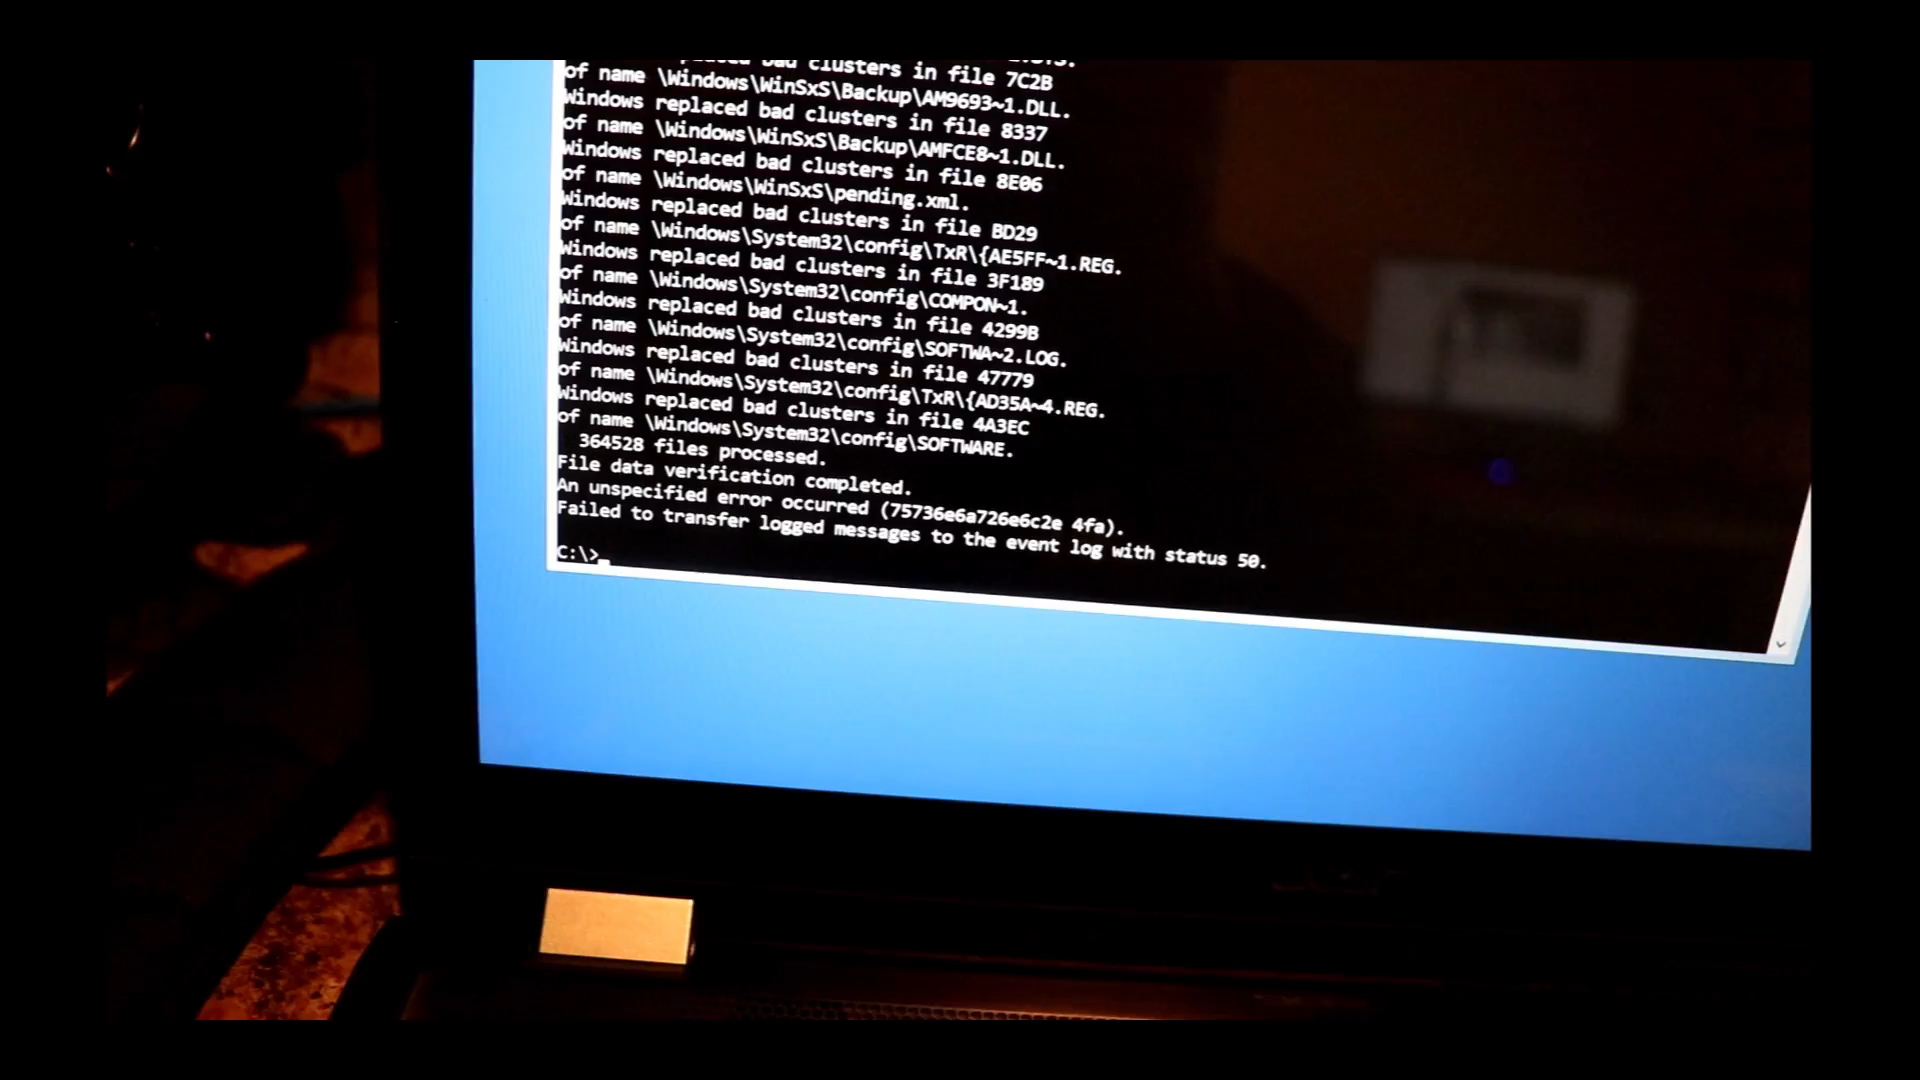 bad clusters in file 7C2B
of name \Windows\WinSxS\Backup\AM9693~1.DLL.
Windows replaced bad clusters in file 8337
of name \Windows\WinSxS\Backup\AMFCE8~1.DLL.
Windows replaced bad clusters in file 8E06
of name \Windows\WinSxS\pending.xml.
Windows replaced bad clusters in file BD29
of name \Windows\System32\config\TxR\{AE5FF~1.REG.
Windows replaced bad clusters in file 3F189
of name \Windows\System32\config\COMPON~1.
Windows replaced bad clusters in file 4299B
of name \Windows\System32\config\SOFTWA~2.LOG.
Windows replaced bad clusters in file 47779
of name \Windows\System32\config\TxR\{AD35A~4.REG.
Windows replaced bad clusters in file 4A3EC
of name \Windows\System32\config\SOFTWARE.
364528 files processed.
File data verification completed.
An unspecified error occurred (75736e6a726e6c2e 4fa).
Failed to transfer logged messages to the event log with status 50.
C:\>